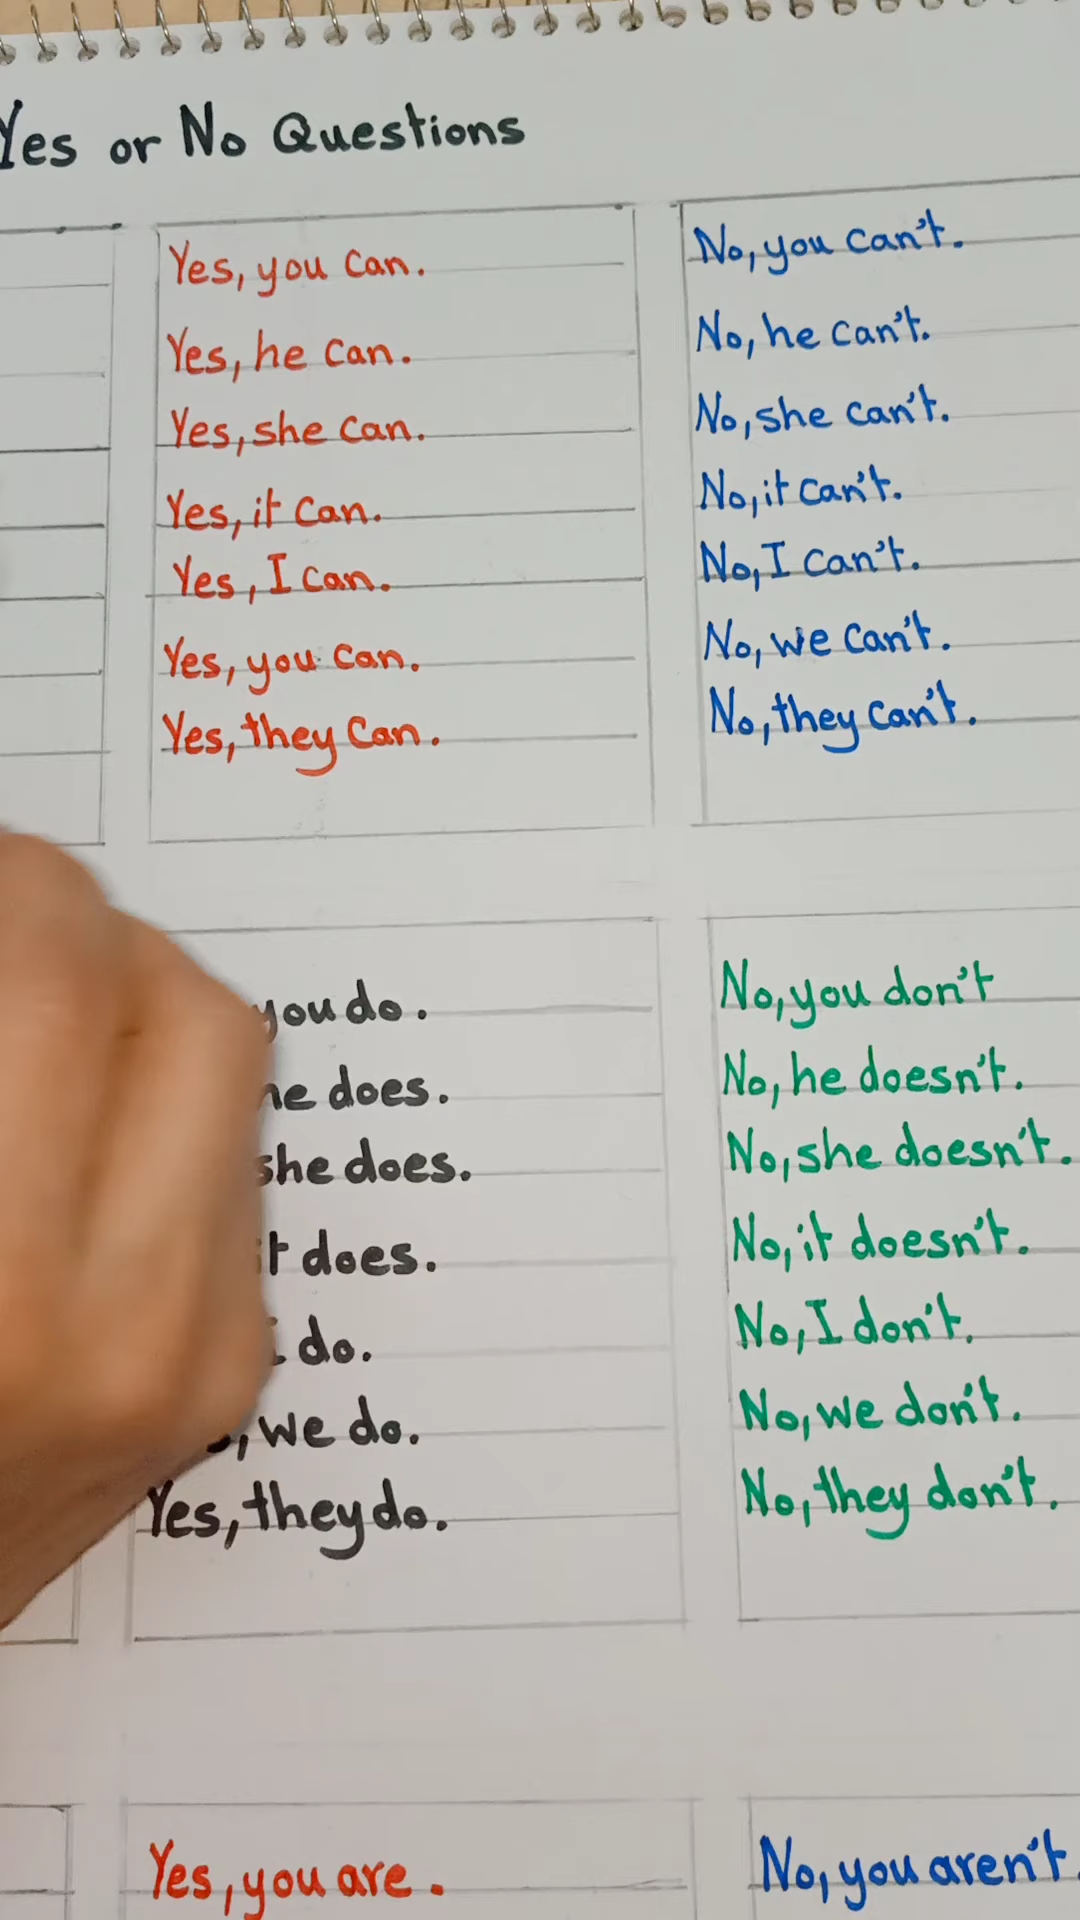 Yes or No Questions
Yes, you can.
Yes, he can.
Yes, she can.
Yes, it can.
Yes, I can.
Yes, you can.
Yes, they can.
No, you can't.
No, he can't.
No, she can't.
No, it can't.
No, I can't.
No, we can't.
No, they can't.
you do.
he does.
she does.
it does.
I do.
, we do.
Yes, they do.
No, you don't
No, he doesn't.
No, she doesn't.
No, it doesn't.
No, I don't.
No, we don't.
No, they don't.
Yes, you are.
No, you aren't.